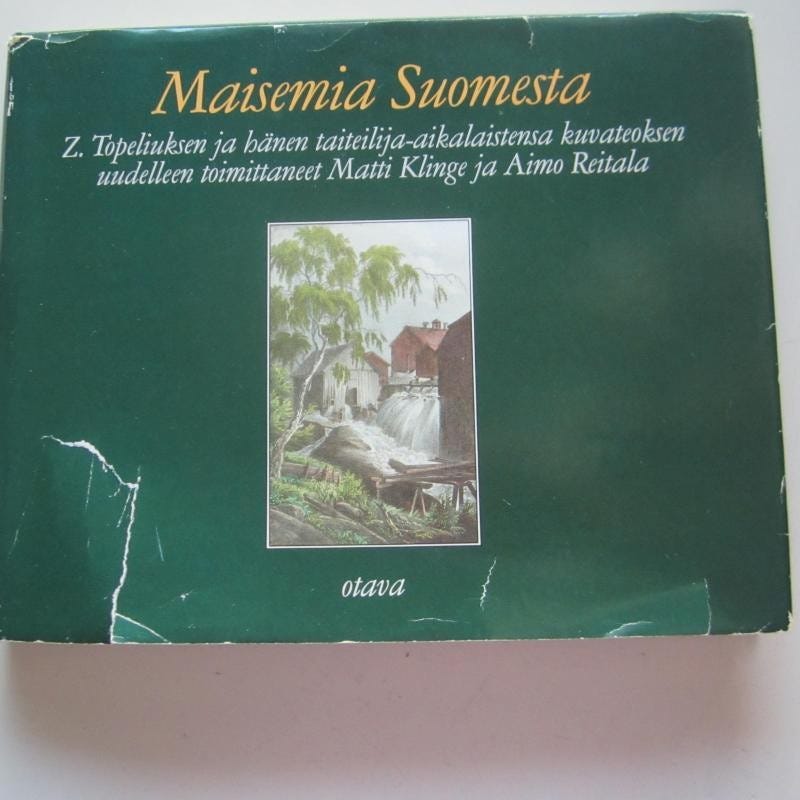 Maisemia Suomesta
Z. Topeliuksen ja hänen taiteilija-aikalaistensa kuvateoksen
uudelleen toimittaneet Matti Klinge ja Aimo Reitala
otava